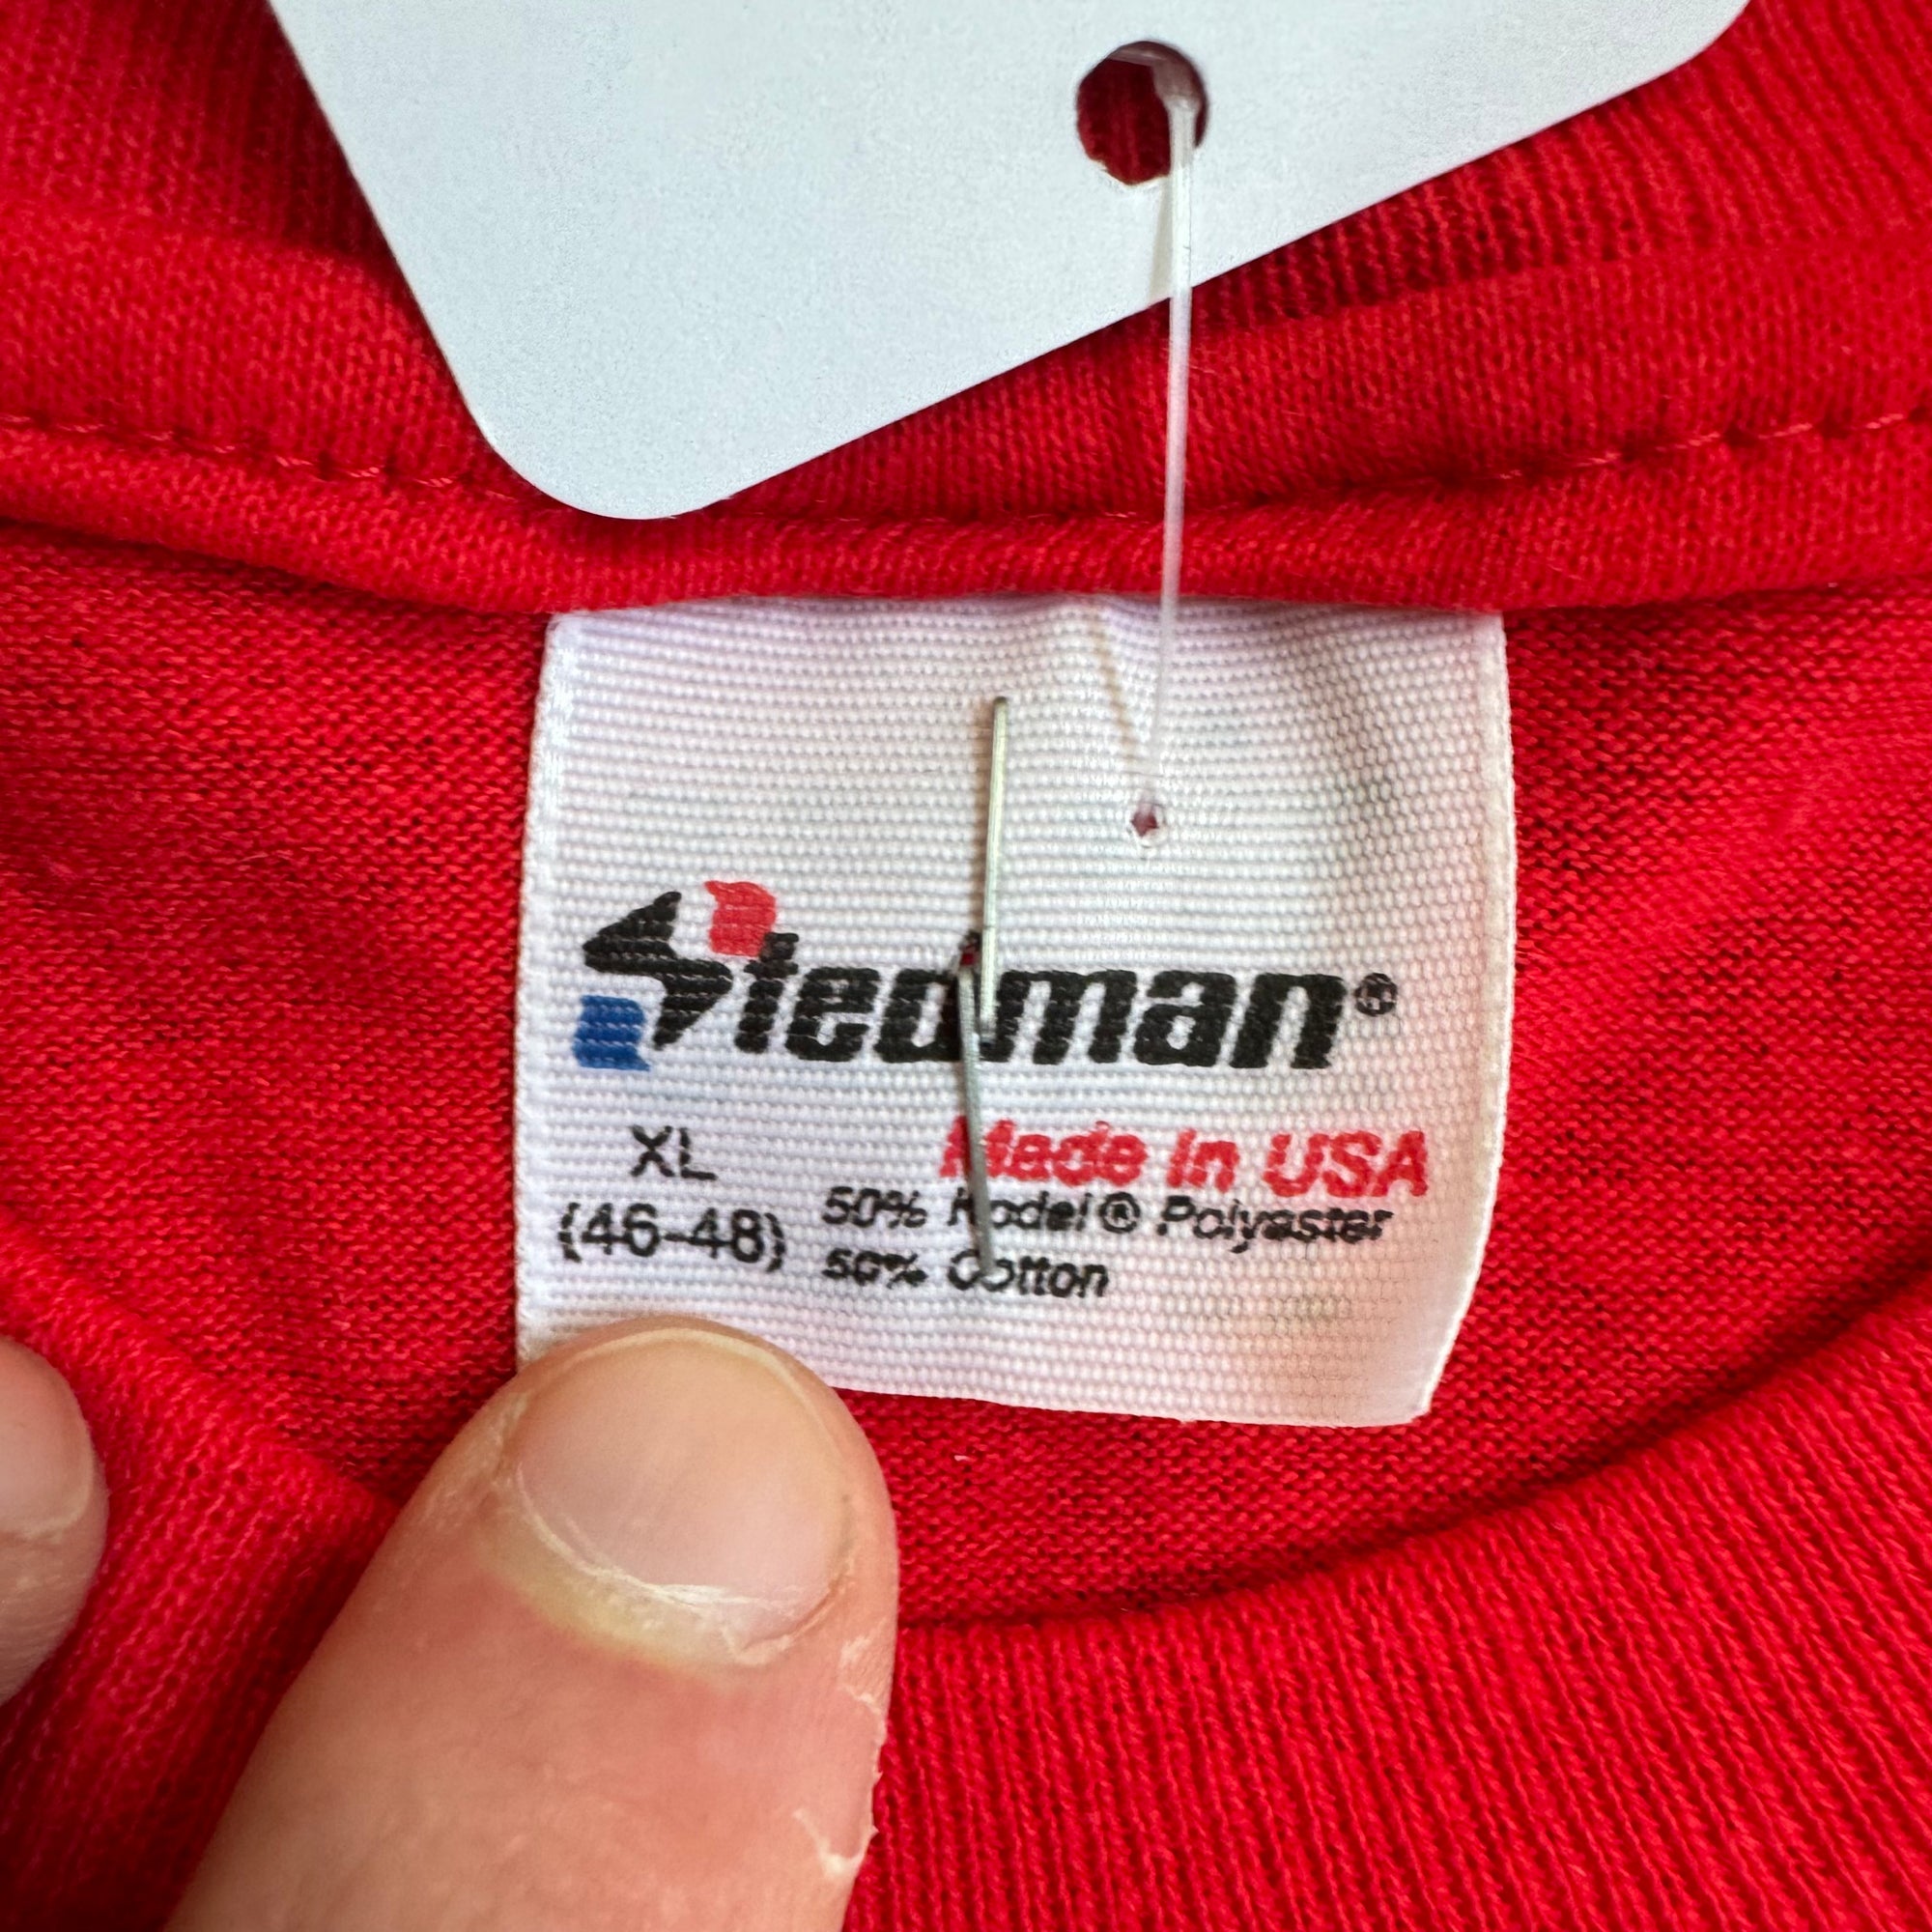 Stedman®
XL
Made In USA
(46-48)
50% Kodel® Polyester
50% Cotton